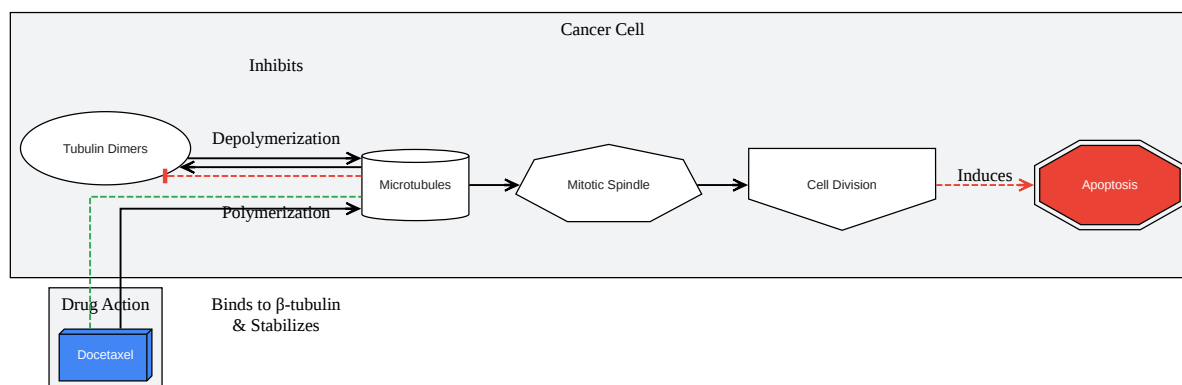 Cancer Cell
Inhibits
Depolymerization
Tubulin Dimers
Microtubules
Mitotic Spindle
Cell Division
Induces
Apoptosis
Polymerization
Drug Action
Binds to β-tubulin
& Stabilizes
Docetaxel